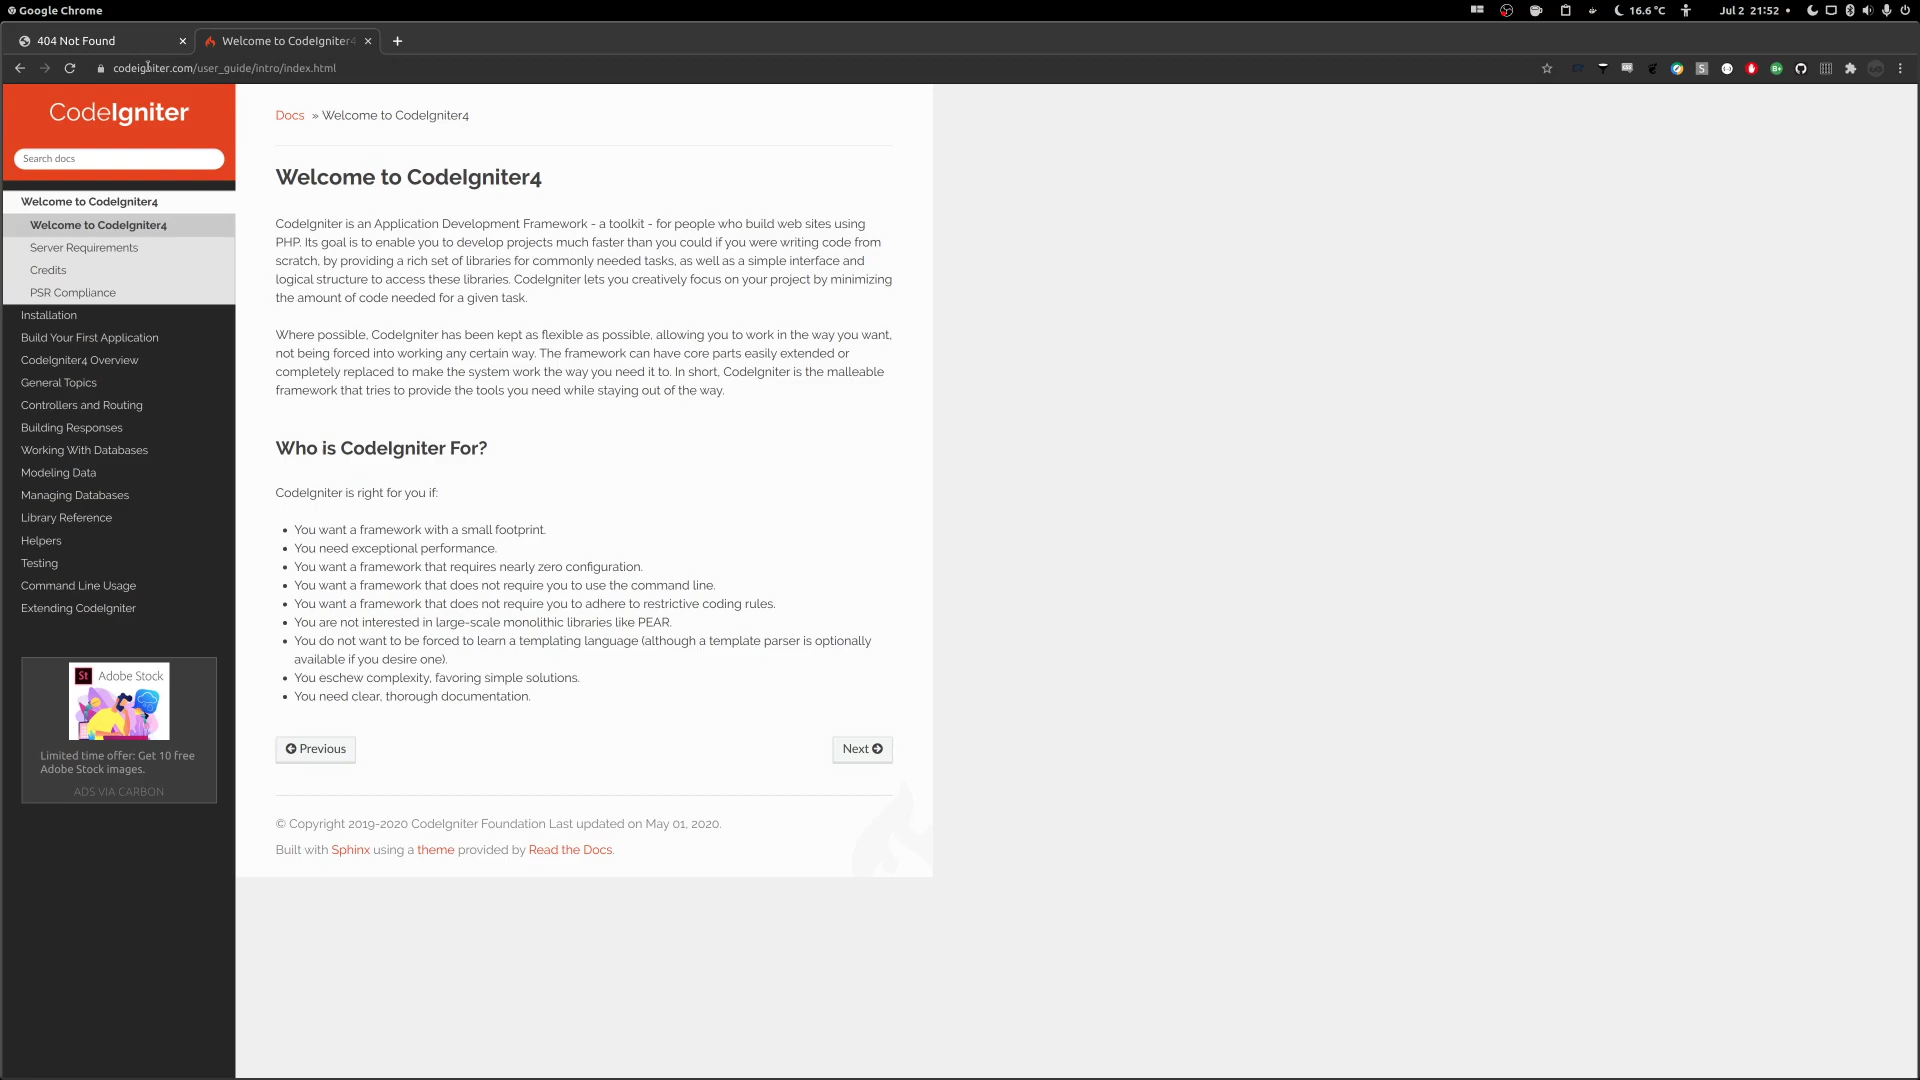 Google Chrome
16.6 °C
Jul 2 21:52
404 Not Found
Welcome to CodeIgniter4
codeigniter.com/user_guide/intro/index.html
CodeIgniter
Search docs
Welcome to CodeIgniter4
Welcome to CodeIgniter4
Server Requirements
Credits
PSR Compliance
Installation
Build Your First Application
CodeIgniter4 Overview
General Topics
Controllers and Routing
Building Responses
Working With Databases
Modeling Data
Managing Databases
Library Reference
Helpers
Testing
Command Line Usage
Extending CodeIgniter
St Adobe Stock
Limited time offer: Get 10 free
Adobe Stock images.
ADS VIA CARBON
Docs » Welcome to CodeIgniter4
Welcome to CodeIgniter4
CodeIgniter is an Application Development Framework - a toolkit - for people who build web sites using
PHP. Its goal is to enable you to develop projects much faster than you could if you were writing code from
scratch, by providing a rich set of libraries for commonly needed tasks, as well as a simple interface and
logical structure to access these libraries. CodeIgniter lets you creatively focus on your project by minimizing
the amount of code needed for a given task.
Where possible, CodeIgniter has been kept as flexible as possible, allowing you to work in the way you want,
not being forced into working any certain way. The framework can have core parts easily extended or
completely replaced to make the system work the way you need it to. In short, CodeIgniter is the malleable
framework that tries to provide the tools you need while staying out of the way.
Who is CodeIgniter For?
CodeIgniter is right for you if:
• You want a framework with a small footprint.
• You need exceptional performance.
• You want a framework that requires nearly zero configuration.
• You want a framework that does not require you to use the command line.
• You want a framework that does not require you to adhere to restrictive coding rules.
• You are not interested in large-scale monolithic libraries like PEAR.
• You do not want to be forced to learn a templating language (although a template parser is optionally
available if you desire one).
• You eschew complexity, favoring simple solutions.
• You need clear, thorough documentation.
Previous
Next
© Copyright 2019-2020 CodeIgniter Foundation Last updated on May 01, 2020.
Built with Sphinx using a theme provided by Read the Docs.